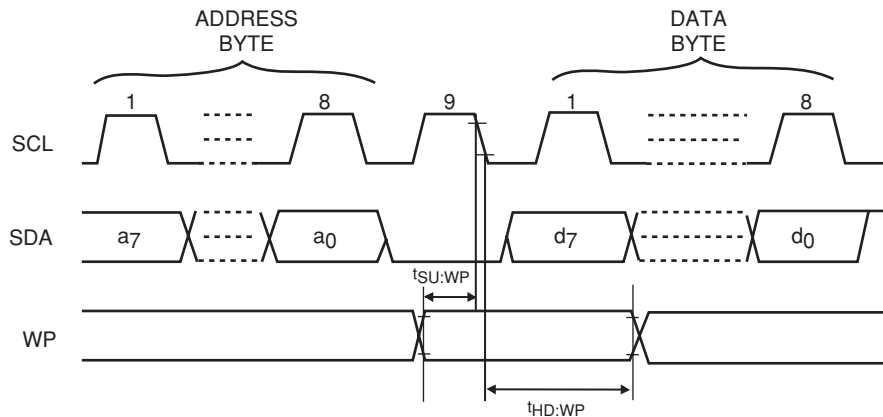 ADDRESS
BYTE
DATA
BYTE
1
8
9
1
8
SCL
SDA
a7
a0
d7
d0
tSU:WP
WP
tHD:WP